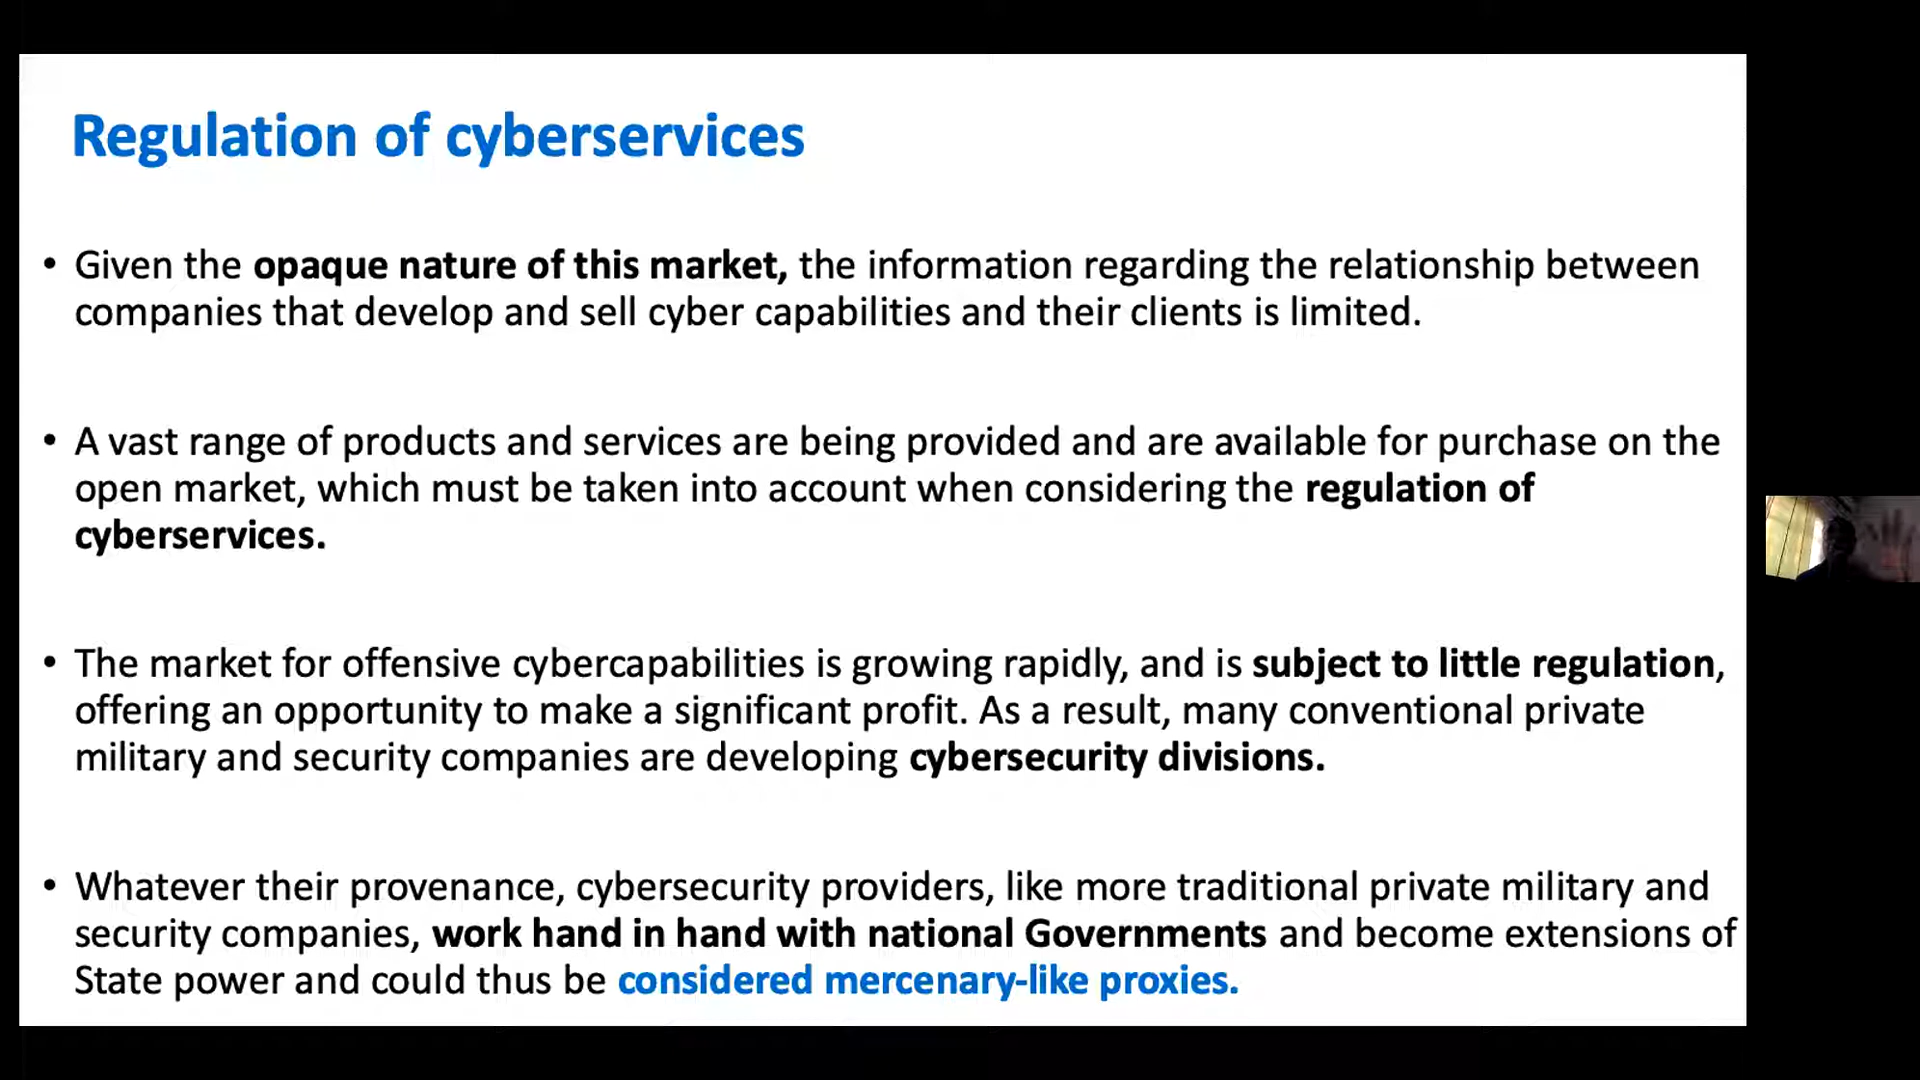 Regulation of cyberservices
• Given the opaque nature of this market, the information regarding the relationship between
companies that develop and sell cyber capabilities and their clients is limited.
• A vast range of products and services are being provided and are available for purchase on the
open market, which must be taken into account when considering the regulation of
cyberservices.
• The market for offensive cybercapabilities is growing rapidly, and is subject to little regulation,
offering an opportunity to make a significant profit. As a result, many conventional private
military and security companies are developing cybersecurity divisions.
• Whatever their provenance, cybersecurity providers, like more traditional private military and
security companies, work hand in hand with national Governments and become extensions of
State power and could thus be considered mercenary-like proxies.